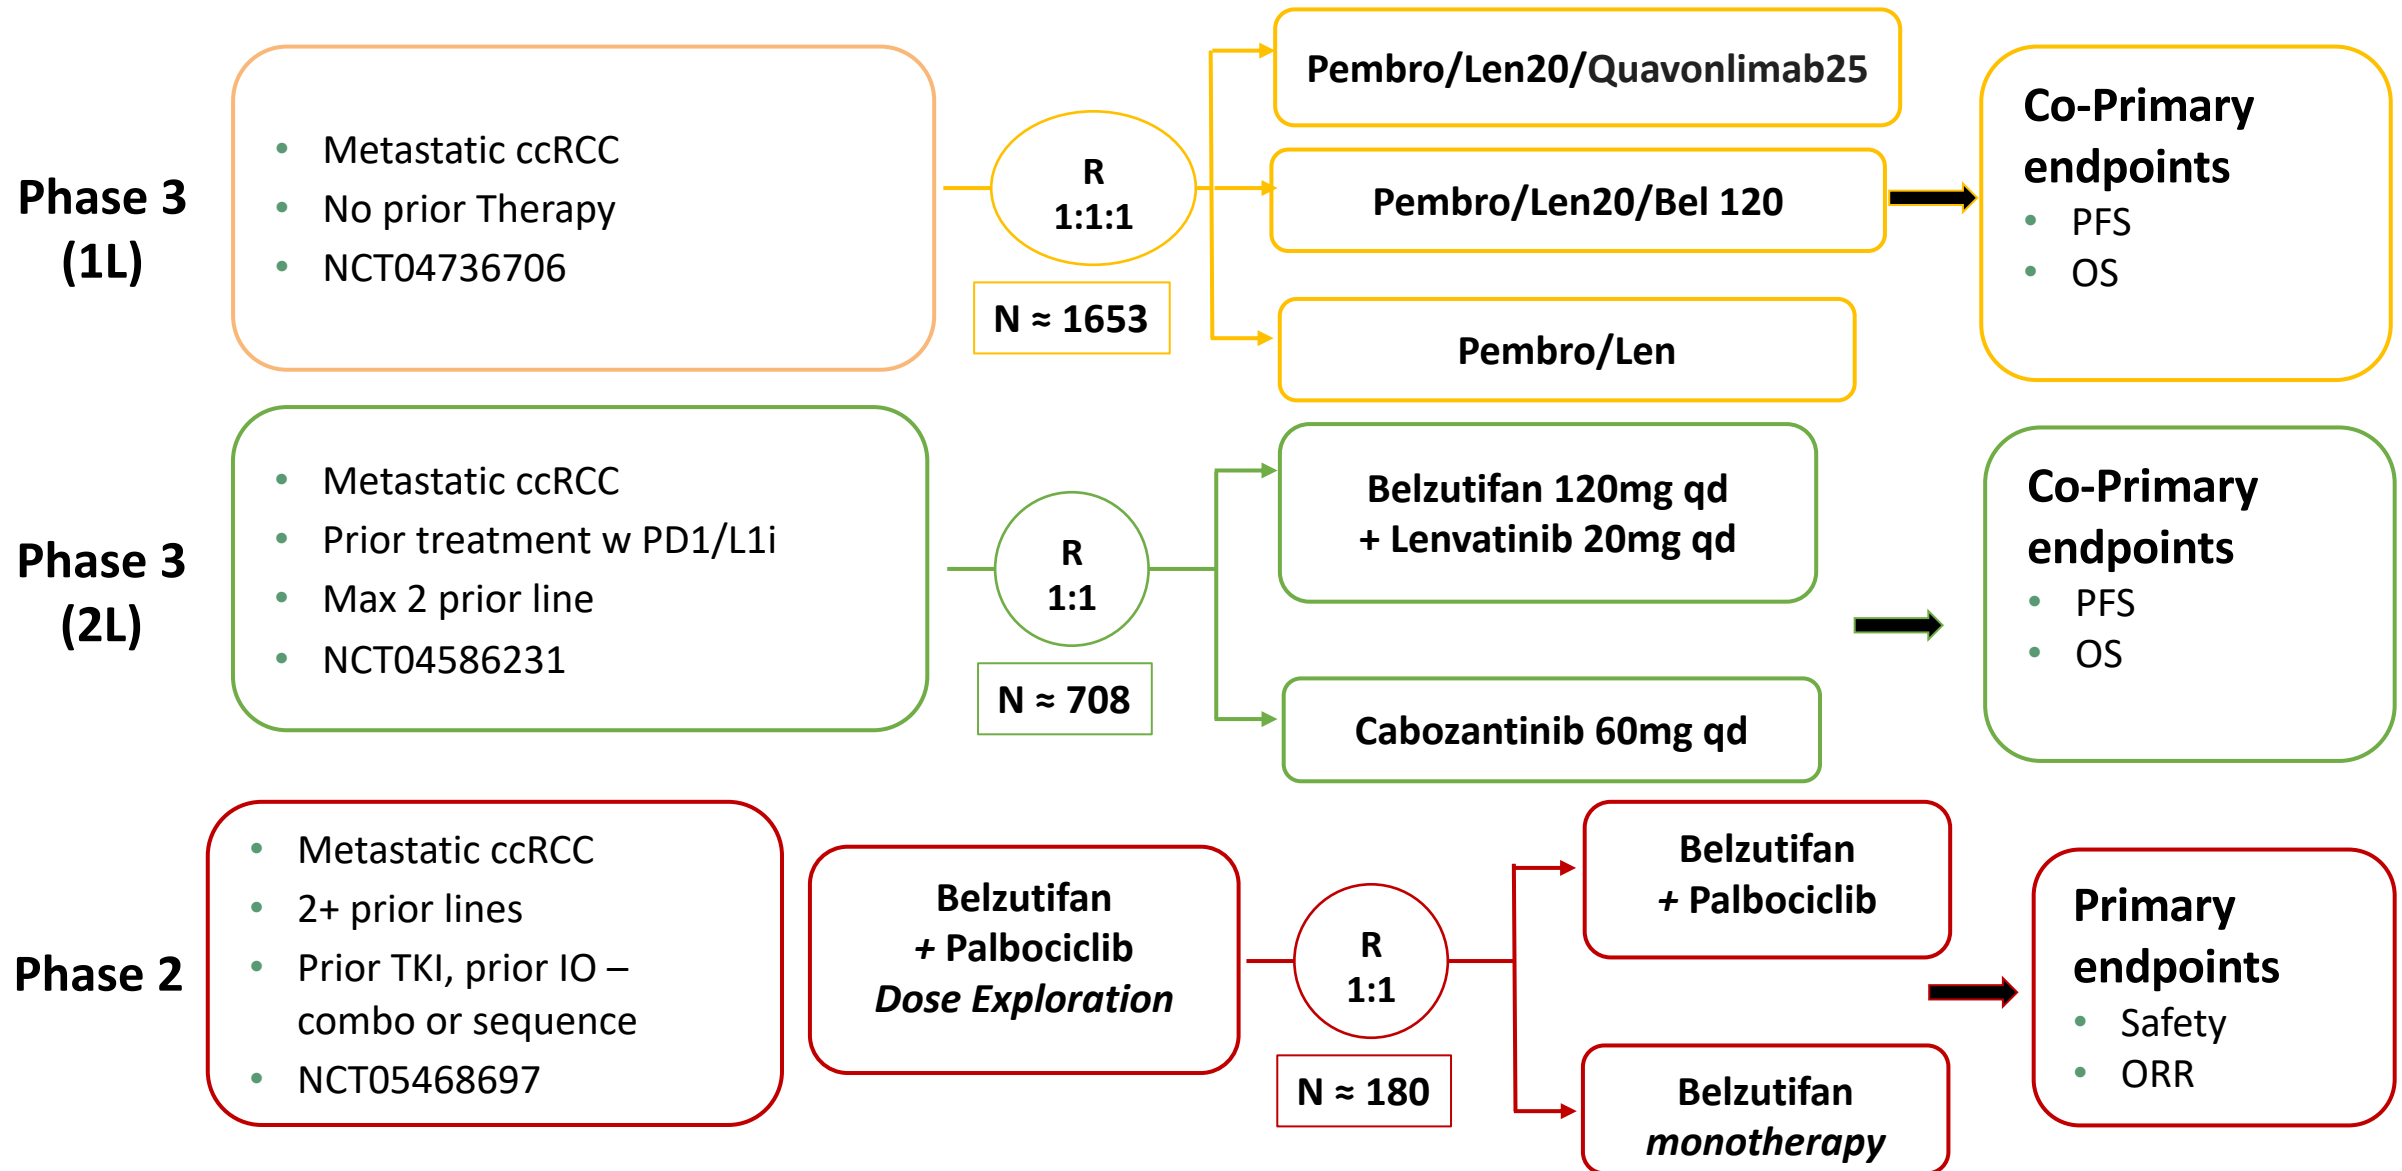 Phase 3
(1L)
• Metastatic ccRCC
• No prior Therapy
• NCT04736706
R
1:1:1
N ≈ 1653
Pembro/Len20/Quavonlimab25
Pembro/Len20/Bel 120
Pembro/Len
Co-Primary
endpoints
• PFS
• OS
Phase 3
(2L)
• Metastatic ccRCC
• Prior treatment w PD1/L1i
• Max 2 prior line
• NCT04586231
R
1:1
N ≈ 708
Belzutifan 120mg qd
+ Lenvatinib 20mg qd
Cabozantinib 60mg qd
Co-Primary
endpoints
• PFS
• OS
Phase 2
• Metastatic ccRCC
• 2+ prior lines
• Prior TKI, prior IO –
combo or sequence
• NCT05468697
Belzutifan
+ Palbociclib
Dose Exploration
R
1:1
N ≈ 180
Belzutifan
+ Palbociclib
Belzutifan
monotherapy
Primary
endpoints
• Safety
• ORR